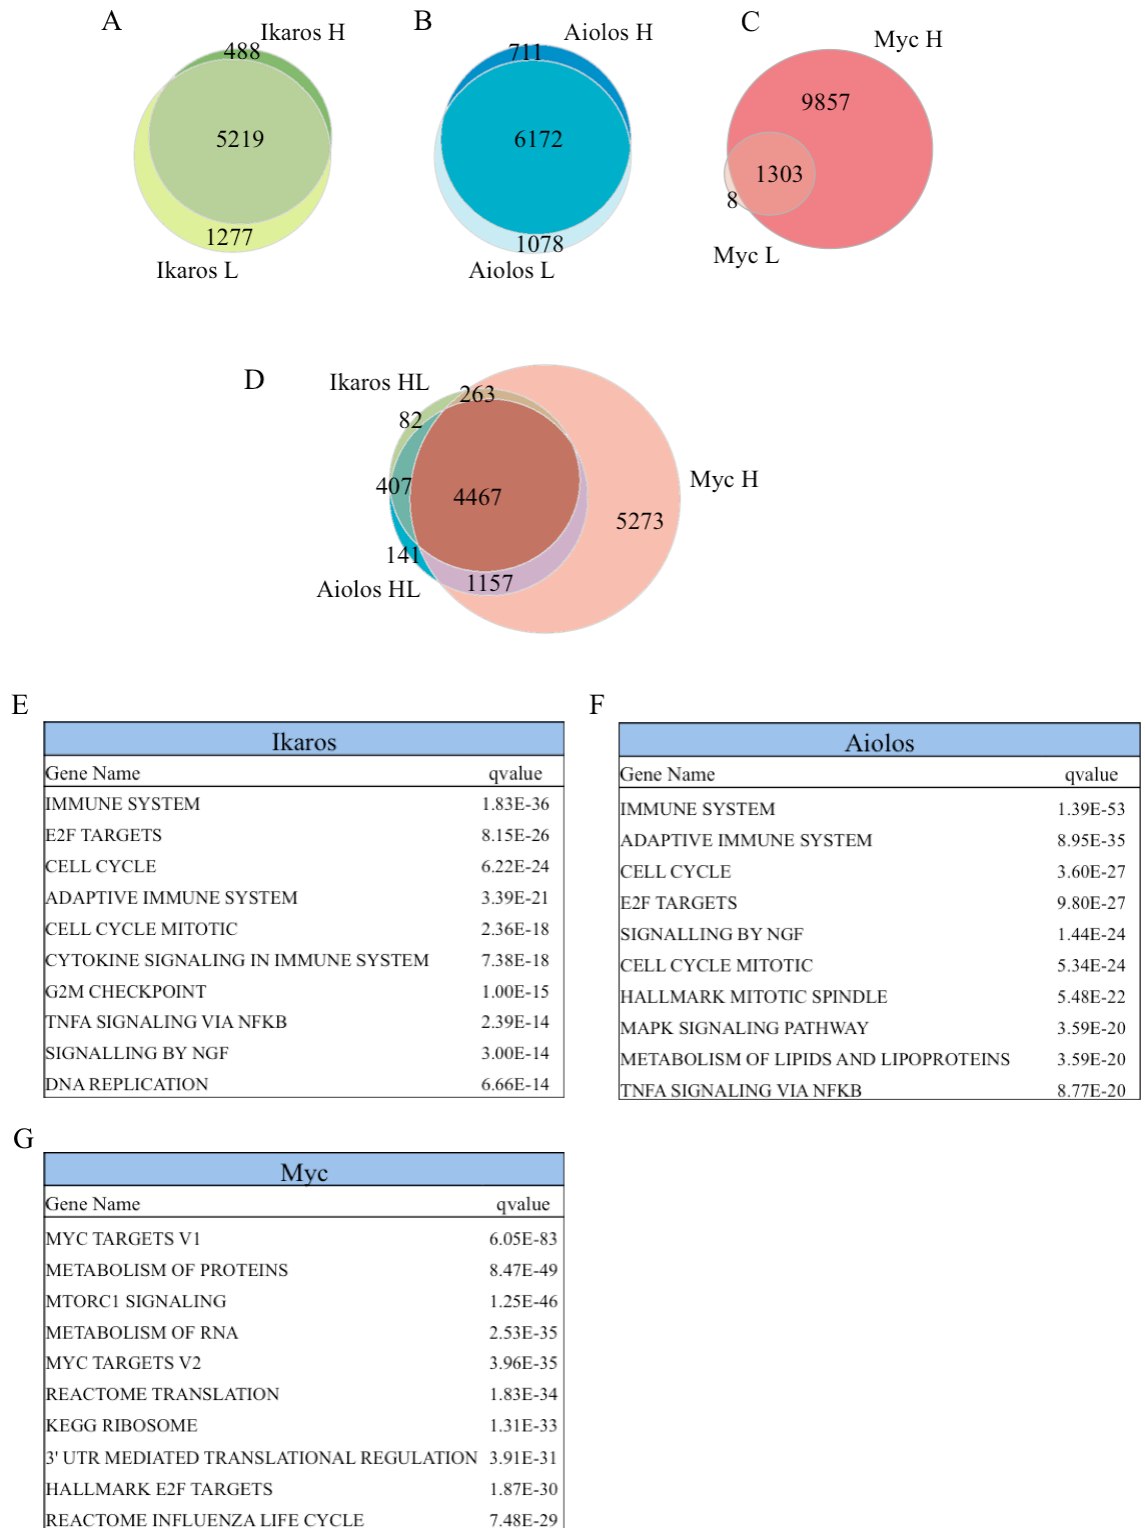 A
Ikaros H
488
5219
1277
Ikaros L
B
Aiolos H
711
6172
1078
Aiolos L
C
Myc H
9857
1303
8
Myc L
D
Ikaros HL
263
82
407
4467
Myc H
5273
141
1157
Aiolos HL
E
Ikaros
Gene Name qvalue
IMMUNE SYSTEM 1.83E-36
E2F TARGETS 8.15E-26
CELL CYCLE 6.22E-24
ADAPTIVE IMMUNE SYSTEM 3.39E-21
CELL CYCLE MITOTIC 2.36E-18
CYTOKINE SIGNALING IN IMMUNE SYSTEM 7.38E-18
G2M CHECKPOINT 1.00E-15
TNFA SIGNALING VIA NFKB 2.39E-14
SIGNALLING BY NGF 3.00E-14
DNA REPLICATION 6.66E-14
F
Aiolos
Gene Name qvalue
IMMUNE SYSTEM 1.39E-53
ADAPTIVE IMMUNE SYSTEM 8.95E-35
CELL CYCLE 3.60E-27
E2F TARGETS 9.80E-27
SIGNALLING BY NGF 1.44E-24
CELL CYCLE MITOTIC 5.34E-24
HALLMARK MITOTIC SPINDLE 5.48E-22
MAPK SIGNALING PATHWAY 3.59E-20
METABOLISM OF LIPIDS AND LIPOPROTEINS 3.59E-20
TNFA SIGNALING VIA NFKB 8.77E-20
G
Myc
Gene Name qvalue
MYC TARGETS V1 6.05E-83
METABOLISM OF PROTEINS 8.47E-49
MTORC1 SIGNALING 1.25E-46
METABOLISM OF RNA 2.53E-35
MYC TARGETS V2 3.96E-35
REACTOME TRANSLATION 1.83E-34
KEGG RIBOSOME 1.31E-33
3' UTR MEDIATED TRANSLATIONAL REGULATION 3.91E-31
HALLMARK E2F TARGETS 1.87E-30
REACTOME INFLUENZA LIFE CYCLE 7.48E-29